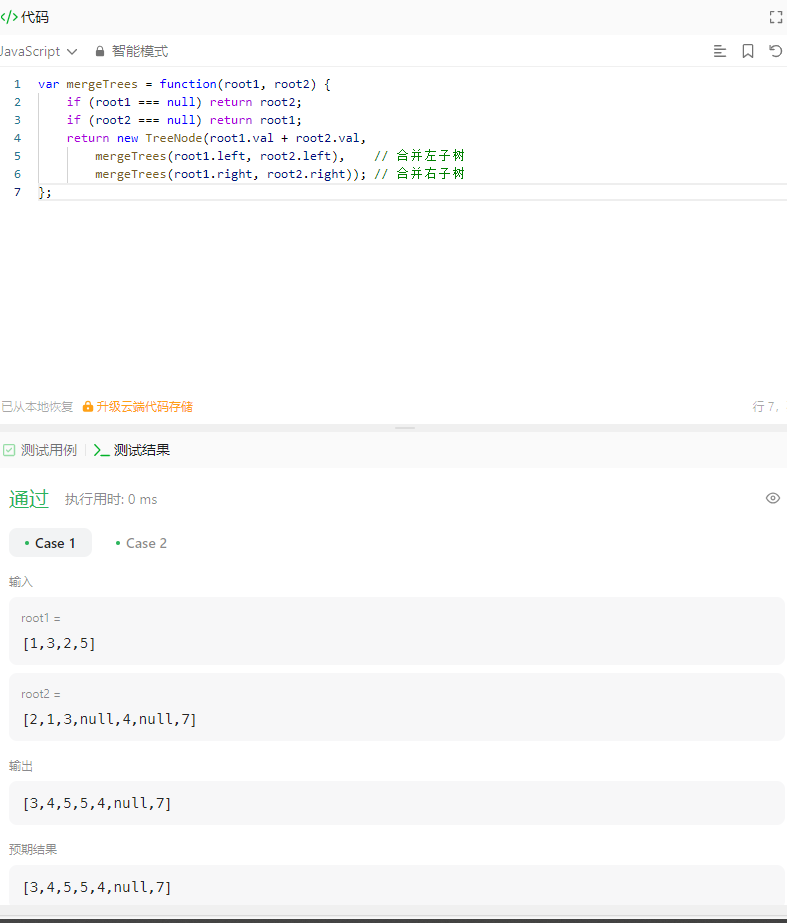 </> 代码
JavaScript 智能模式
1 var mergeTrees = function(root1, root2) {
2 if (root1 === null) return root2;
3 if (root2 === null) return root1;
4 return new TreeNode(root1.val + root2.val,
5 mergeTrees(root1.left, root2.left), // 合并左子树
6 mergeTrees(root1.right, root2.right)); // 合并右子树
7 };
已从本地恢复 升级云端代码存储 行 7,
测试用例 测试结果
通过 执行用时: 0 ms
• Case 1 • Case 2
输入
root1 =
[1,3,2,5]
root2 =
[2,1,3,null,4,null,7]
输出
[3,4,5,5,4,null,7]
预期结果
[3,4,5,5,4,null,7]